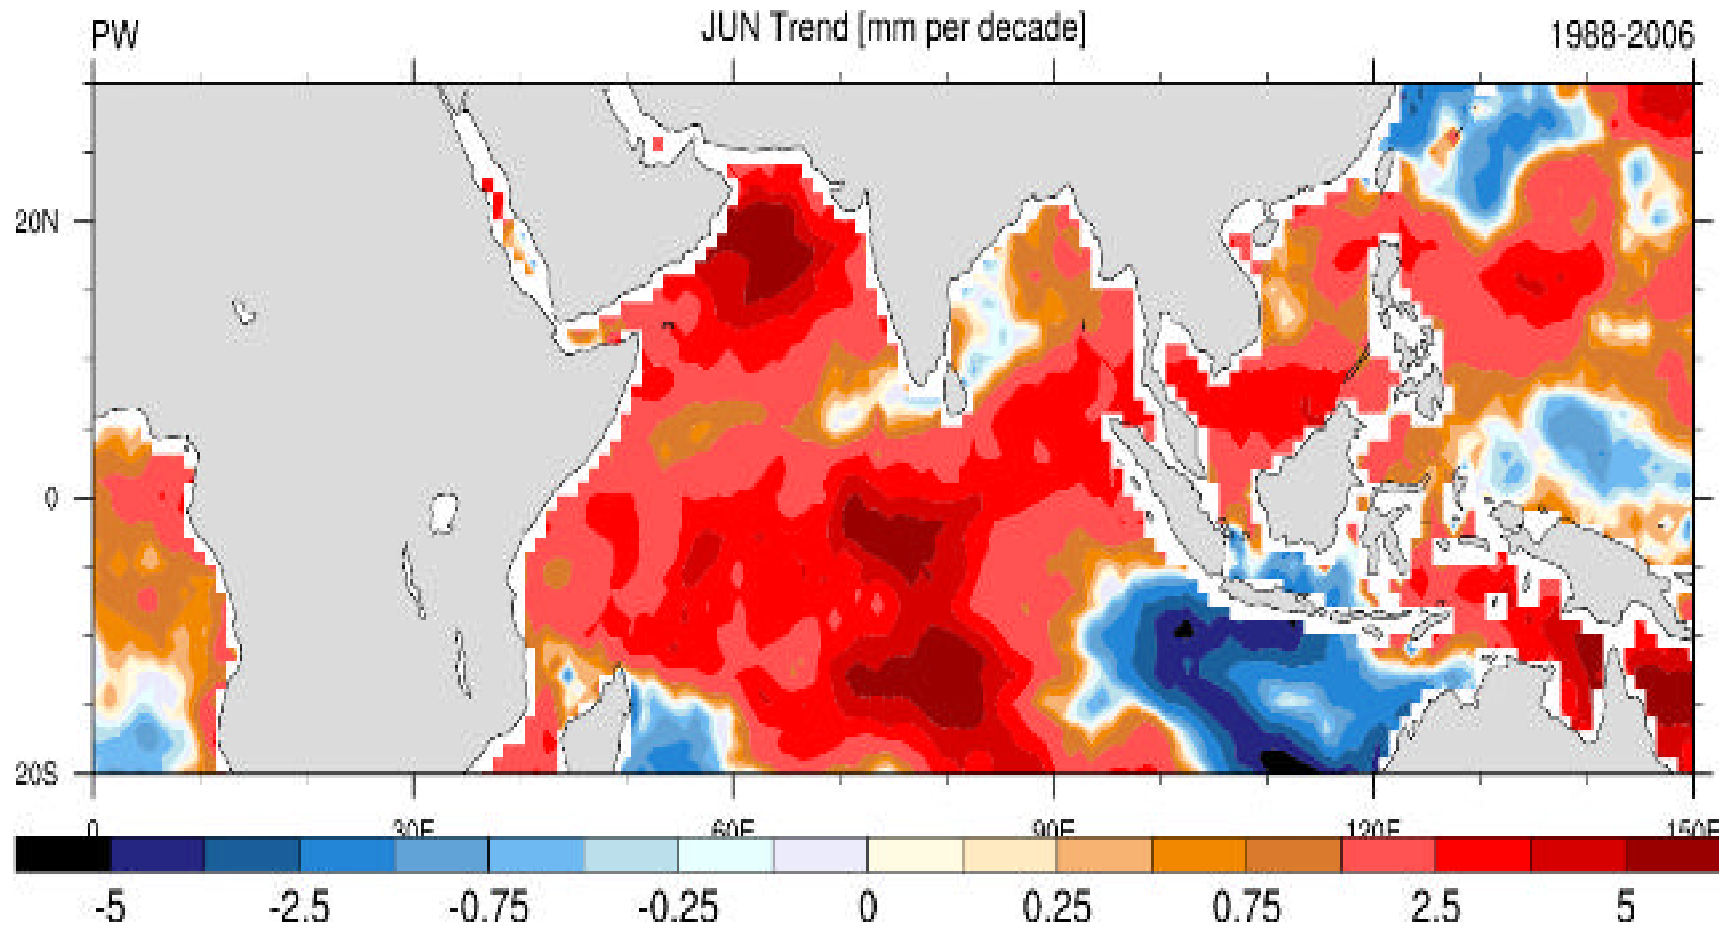 PW JUN Trend [mm per decade] 1988-2006
20N
0
20S
0 30E 60E 90E 120E 150E
-5 -2.5 -0.75 -0.25 0 0.25 0.75 2.5 5